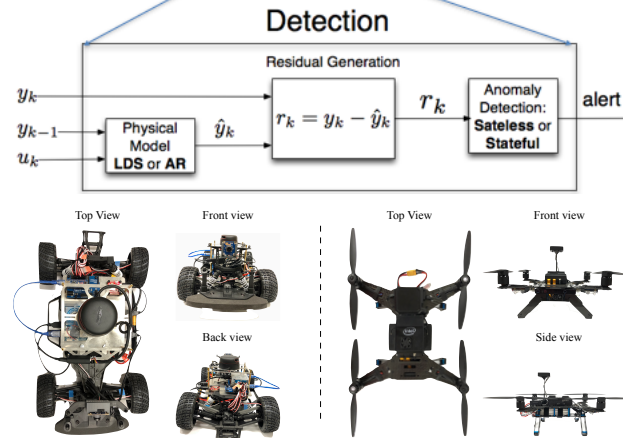 Detection
Residual Generation
y_k
y_{k-1}
u_k
Physical
Model
LDS or AR
ŷ_k
r_k = y_k − ŷ_k
r_k
Anomaly
Detection:
Sateless or
Stateful
alert
Top View
Front view
Back view
Top View
Front view
Side view
(intel)